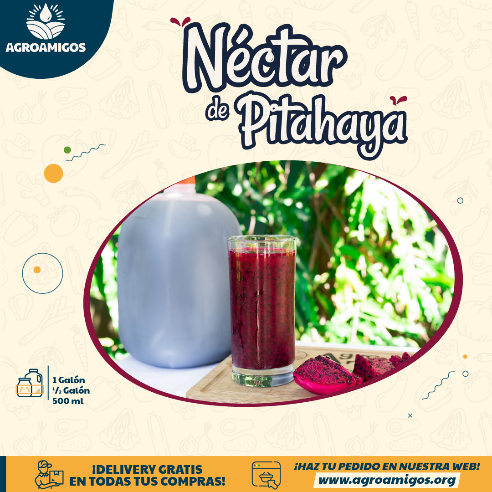 AGROAMIGOS
Néctar
de Pitahaya
1 Galón
½ Galón
500 ml
¡DELIVERY GRATIS
EN TODAS TUS COMPRAS!
¡HAZ TU PEDIDO EN NUESTRA WEB!
www.agroamigos.org